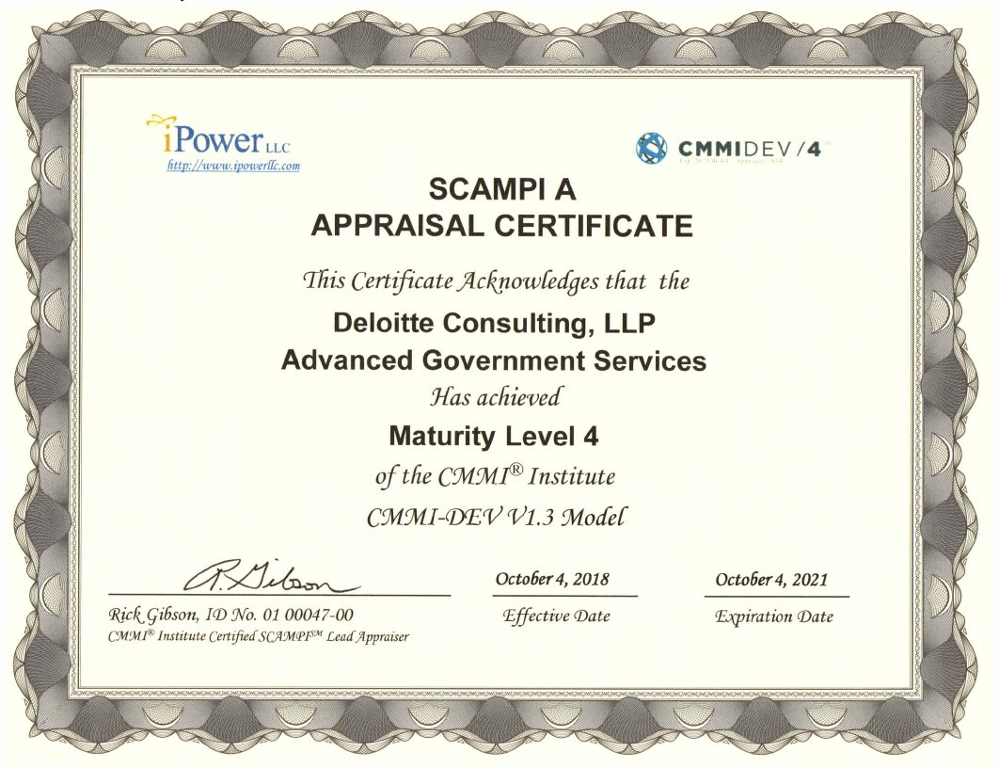 iPower LLC
http://www.ipowerllc.com
CMMIDEV/4
SCAMPI A
APPRAISAL CERTIFICATE
This Certificate Acknowledges that the
Deloitte Consulting, LLP
Advanced Government Services
Has achieved
Maturity Level 4
of the CMMI® Institute
CMMI-DEV V1.3 Model
R. Gibson
October 4, 2018
October 4, 2021
Rick Gibson, ID No. 01 00047-00
Effective Date
Expiration Date
CMMI® Institute Certified SCAMPI℠ Lead Appraiser